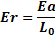 Er = Ea / L₀